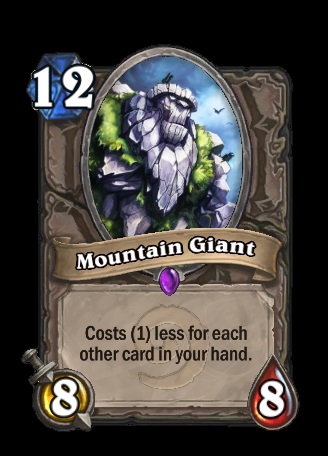 12
Mountain Giant
Costs (1) less for each
other card in your hand.
8
8